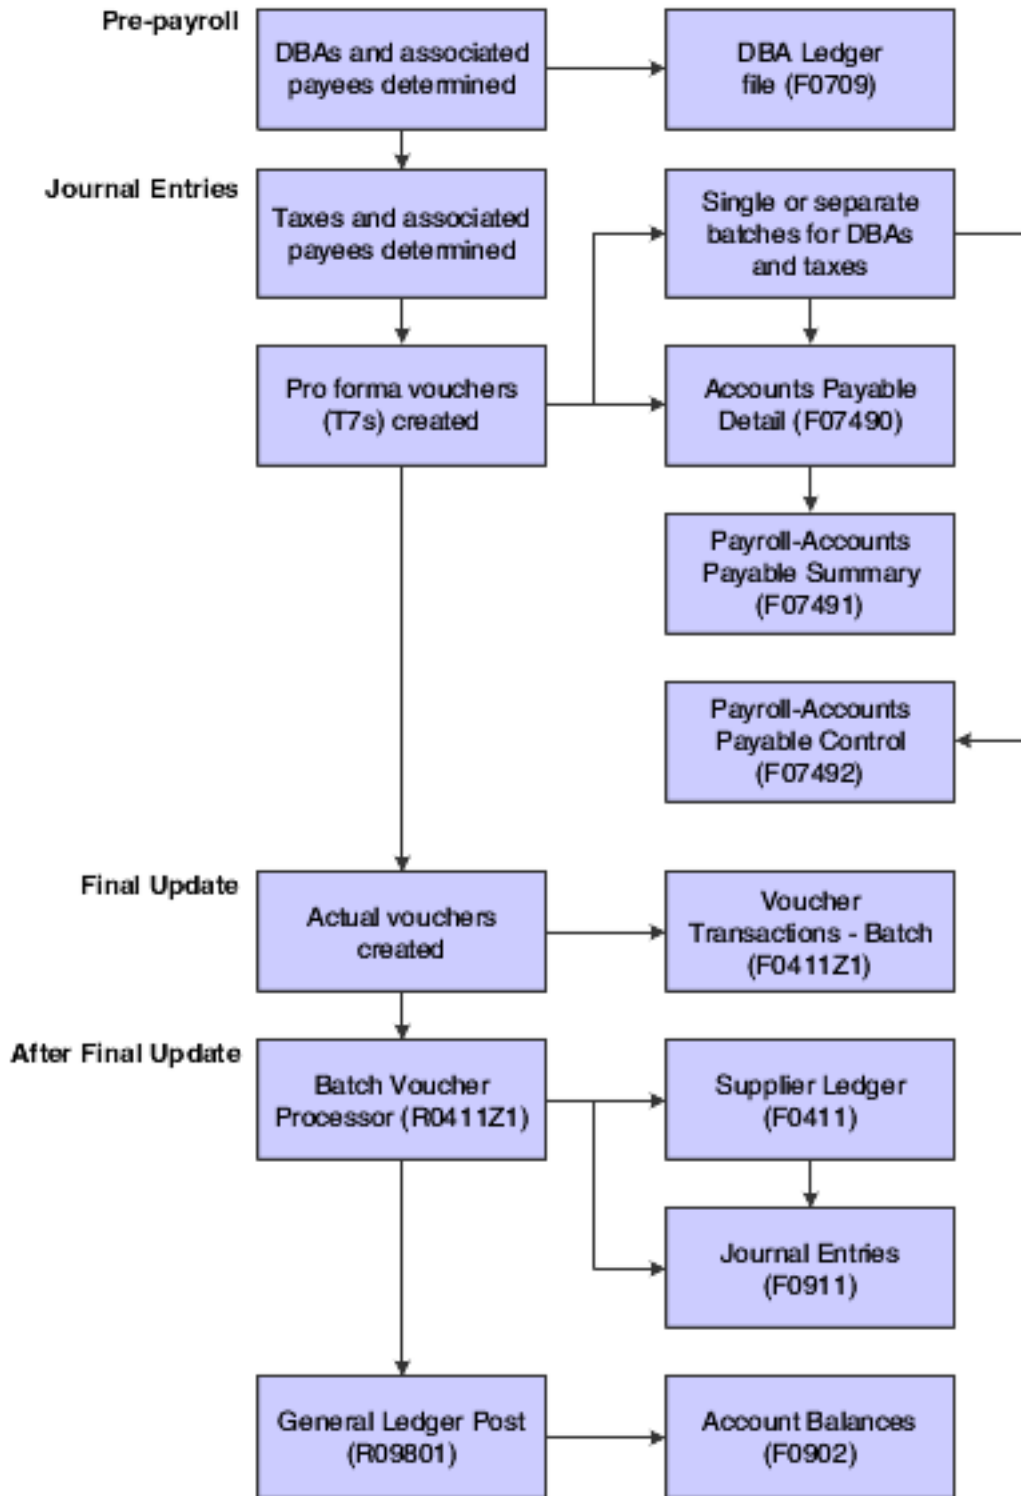 Pre-payroll
DBAs and associated
payees determined
DBA Ledger
file (F0709)
Journal Entries
Taxes and associated
payees determined
Single or separate
batches for DBAs
and taxes
Pro forma vouchers
(T7s) created
Accounts Payable
Detail (F07490)
Payroll-Accounts
Payable Summary
(F07491)
Payroll-Accounts
Payable Control
(F07492)
Final Update
Actual vouchers
created
Voucher
Transactions - Batch
(F0411Z1)
After Final Update
Batch Voucher
Processor (R0411Z1)
Supplier Ledger
(F0411)
Journal Entries
(F0911)
General Ledger Post
(R09801)
Account Balances
(F0902)